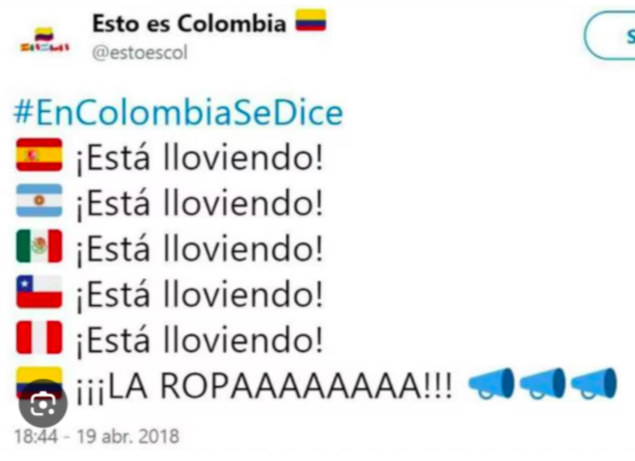 Esto es Colombia
@estoescol
S
#EnColombiaSeDice
¡Está lloviendo!
¡Está lloviendo!
¡Está lloviendo!
¡Está lloviendo!
¡Está lloviendo!
¡¡¡LA ROPAAAAAAAA!!!
18:44 - 19 abr. 2018